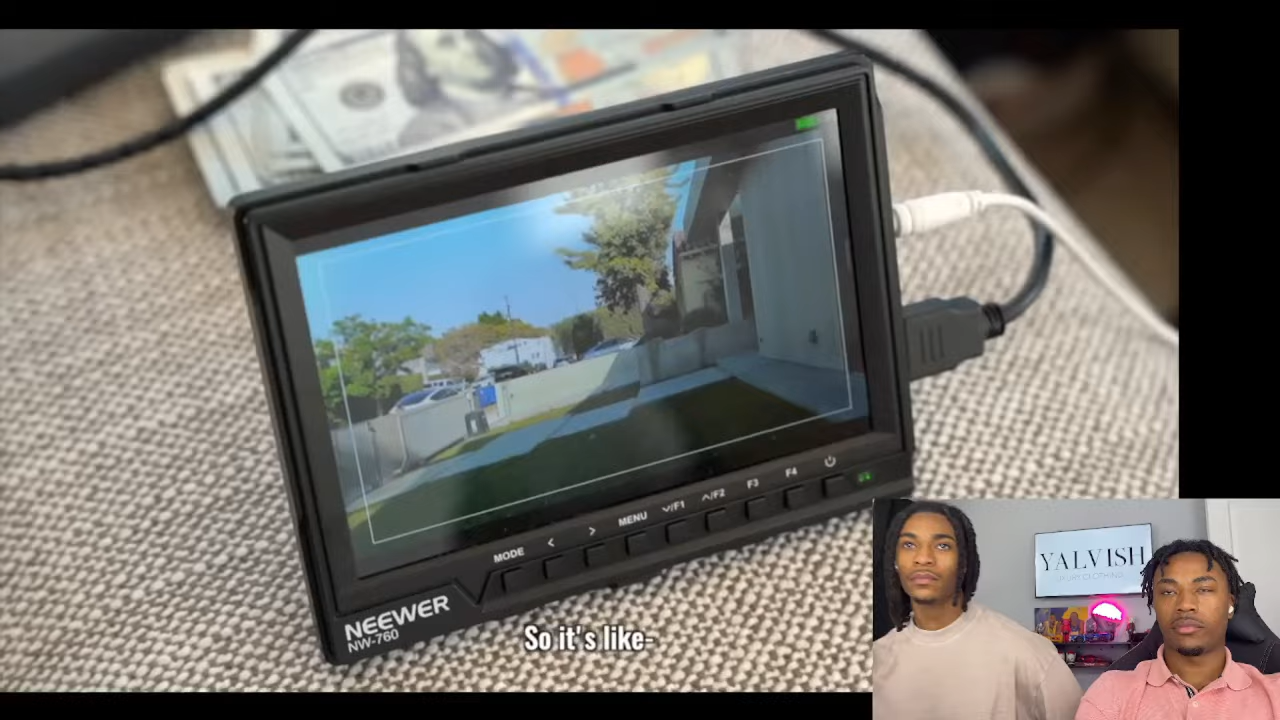 MODE < > MENU ∨/F1 ∧/F2 F3 F4
NEEWER
NW-760
So it's like-
YALVISH